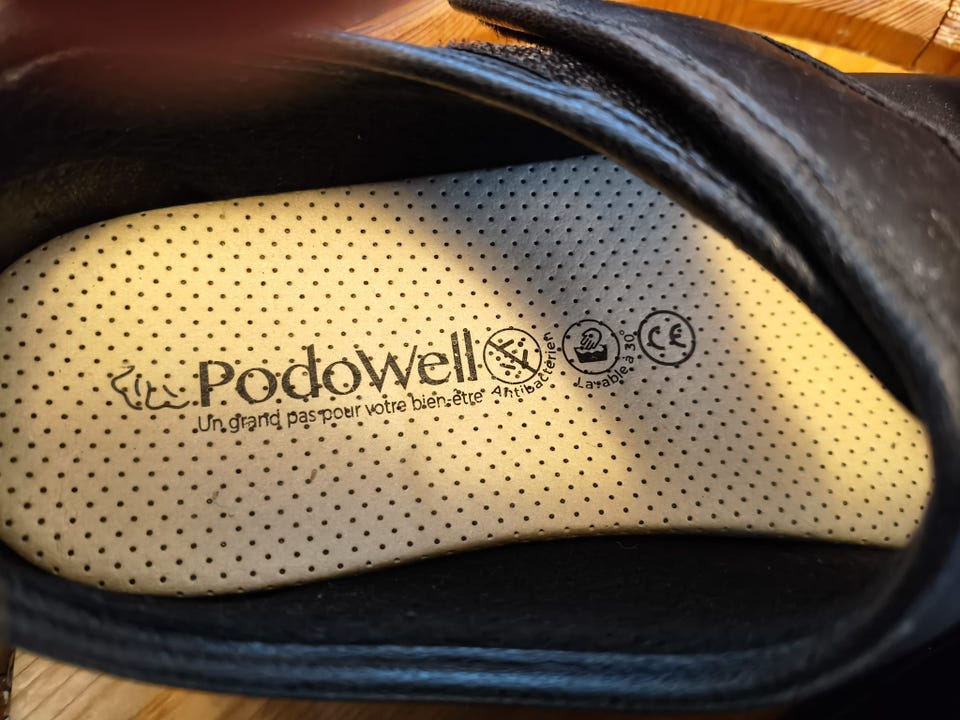 PodoWell
Un grand pas pour votre bien-être
Antibactérien
Lavable à 30°
CE